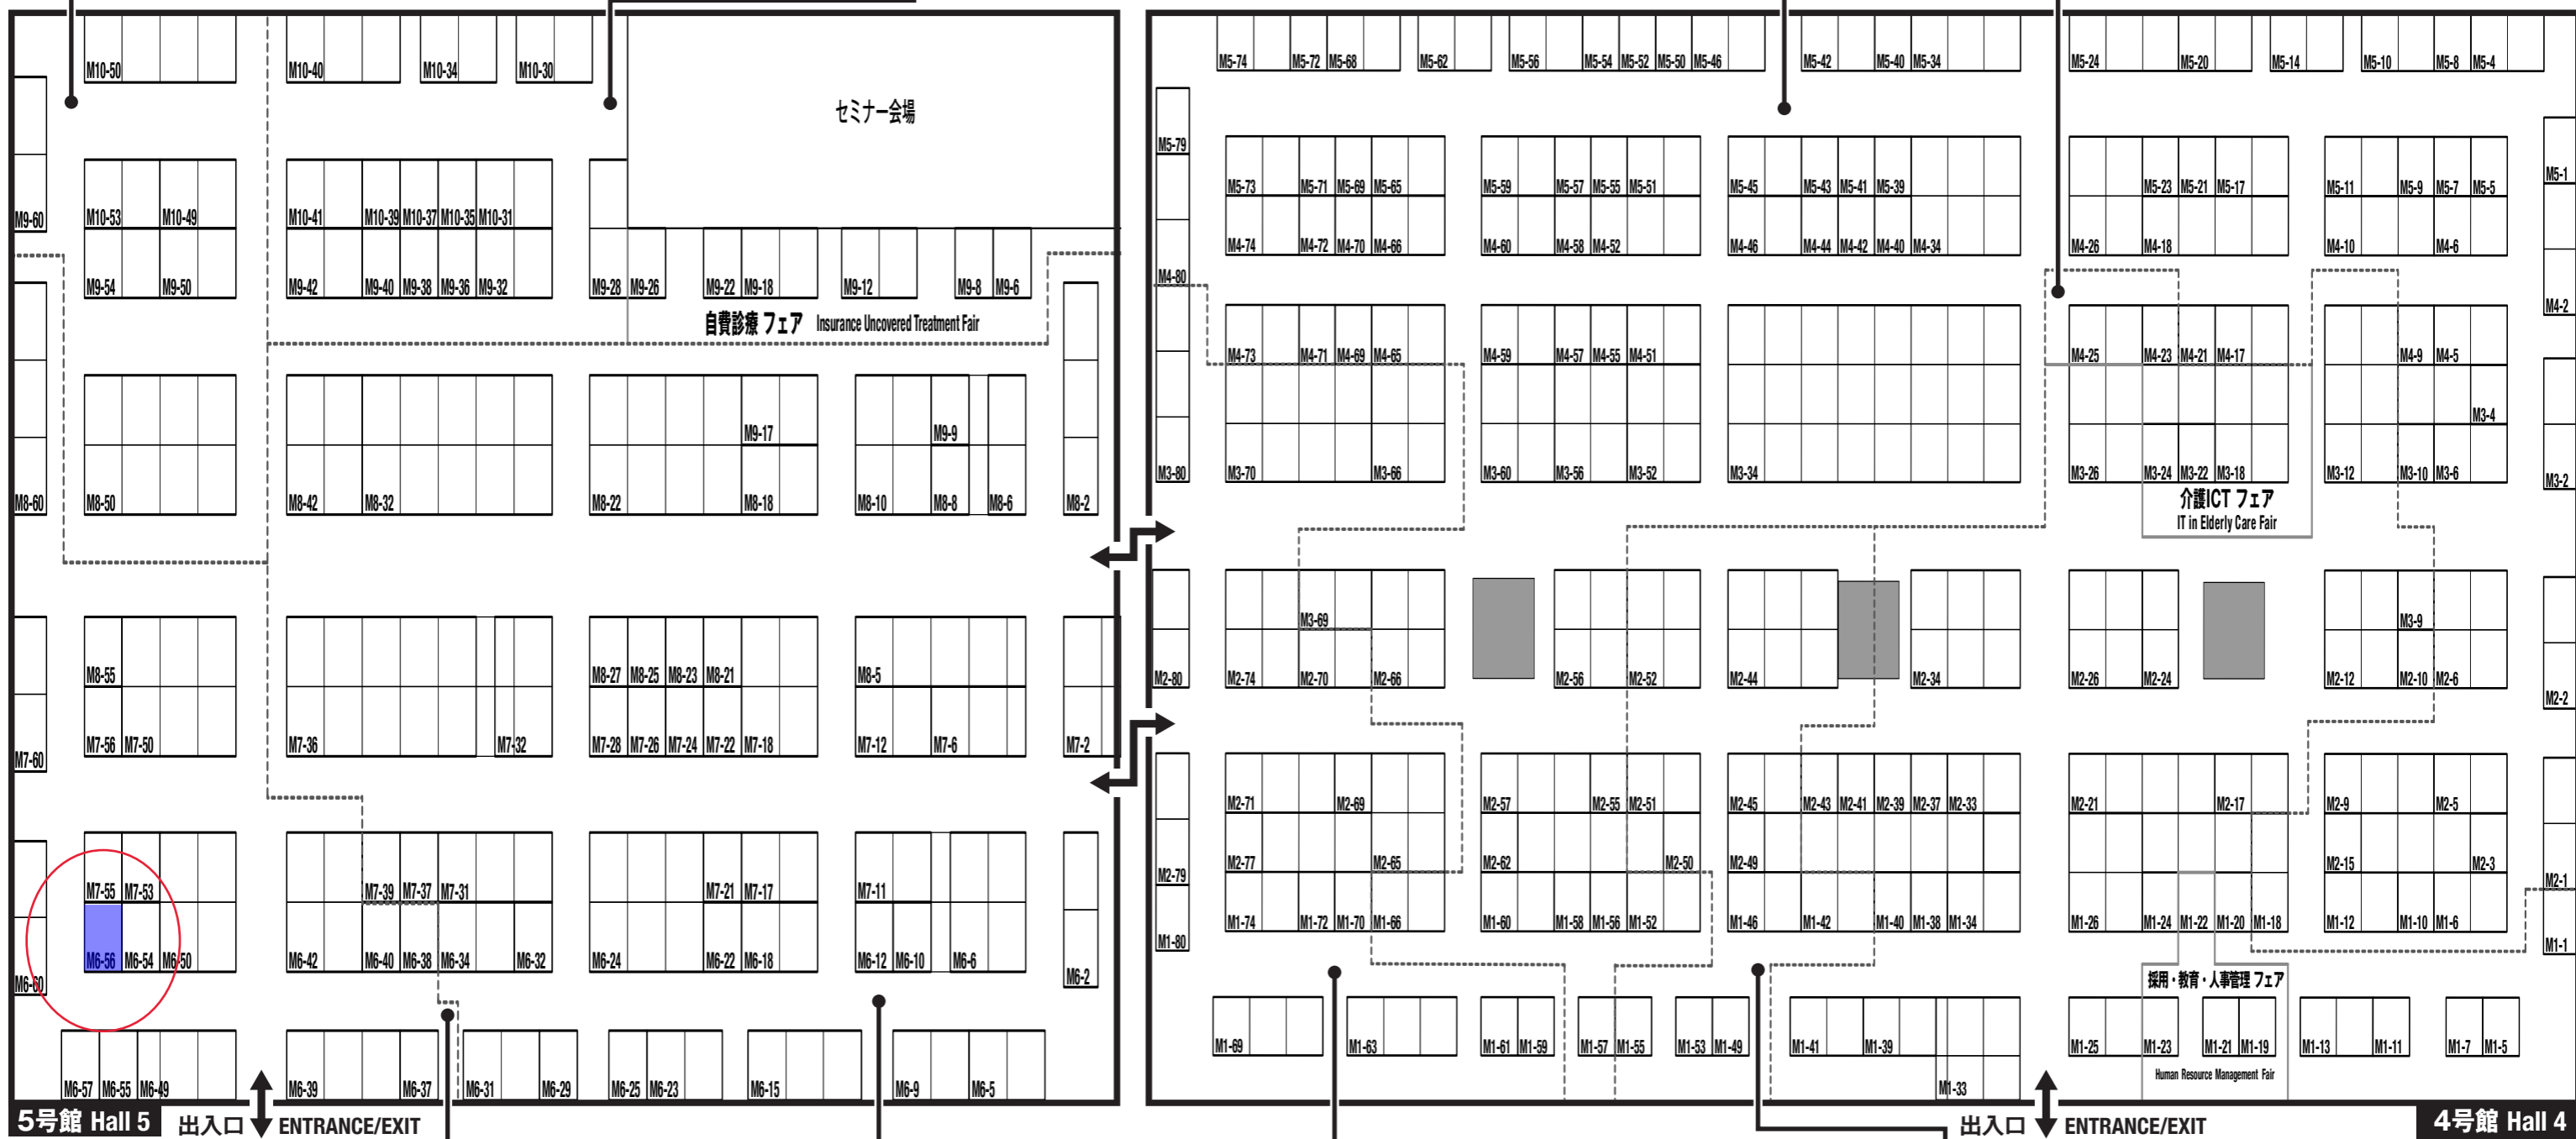 M10-50 M10-40 M10-34 M10-30
セミナー会場
M9-60 M10-53 M10-49 M10-41 M10-39 M10-37 M10-35 M10-31
M9-54 M9-50 M9-42 M9-40 M9-38 M9-36 M9-32 M9-28 M9-26 M9-22 M9-18 M9-12 M9-8 M9-6
自費診療 フェア Insurance Uncovered Treatment Fair
M9-17 M9-9
M8-60 M8-50 M8-42 M8-32 M8-22 M8-18 M8-10 M8-8 M8-6 M8-2
M8-55 M8-27 M8-25 M8-23 M8-21 M8-5
M7-60 M7-56 M7-50 M7-36 M7-32 M7-28 M7-26 M7-24 M7-22 M7-18 M7-12 M7-6 M7-2
M7-55 M7-53 M7-39 M7-37 M7-31 M7-21 M7-17 M7-11
M6-60 M6-56 M6-54 M6-50 M6-42 M6-40 M6-38 M6-34 M6-32 M6-24 M6-22 M6-18 M6-12 M6-10 M6-6 M6-2
M6-57 M6-55 M6-49 M6-39 M6-37 M6-31 M6-29 M6-25 M6-23 M6-15 M6-9 M6-5
5号館 Hall 5 出入口 ENTRANCE/EXIT
M5-74 M5-72 M5-68 M5-62 M5-56 M5-54 M5-52 M5-50 M5-46 M5-42 M5-40 M5-34 M5-24 M5-20 M5-14 M5-10 M5-8 M5-4
M5-79 M5-73 M5-71 M5-69 M5-65 M5-59 M5-57 M5-55 M5-51 M5-45 M5-43 M5-41 M5-39 M5-23 M5-21 M5-17 M5-11 M5-9 M5-7 M5-5 M5-1
M4-74 M4-72 M4-70 M4-66 M4-60 M4-58 M4-52 M4-46 M4-44 M4-42 M4-40 M4-34 M4-26 M4-18 M4-10 M4-6
M4-80 M4-2
M4-73 M4-71 M4-69 M4-65 M4-59 M4-57 M4-55 M4-51 M4-25 M4-23 M4-21 M4-17 M4-9 M4-5
M3-4
M3-80 M3-70 M3-66 M3-60 M3-56 M3-52 M3-34 M3-26 M3-24 M3-22 M3-18 M3-12 M3-10 M3-6 M3-2
介護ICT フェア
IT in Elderly Care Fair
M3-69 M3-9
M2-80 M2-74 M2-70 M2-66 M2-56 M2-52 M2-44 M2-34 M2-26 M2-24 M2-12 M2-10 M2-6 M2-2
M2-71 M2-69 M2-57 M2-55 M2-51 M2-45 M2-43 M2-41 M2-39 M2-37 M2-33 M2-21 M2-17 M2-9 M2-5
M2-79 M2-77 M2-65 M2-62 M2-50 M2-49 M2-15 M2-3 M2-1
M1-80 M1-74 M1-72 M1-70 M1-66 M1-60 M1-58 M1-56 M1-52 M1-46 M1-42 M1-40 M1-38 M1-34 M1-26 M1-24 M1-22 M1-20 M1-18 M1-12 M1-10 M1-6 M1-1
採用・教育・人事管理 フェア
M1-69 M1-63 M1-61 M1-59 M1-57 M1-55 M1-53 M1-49 M1-41 M1-39 M1-25 M1-23 M1-21 M1-19 M1-13 M1-11 M1-7 M1-5
Human Resource Management Fair
M1-33
出入口 ENTRANCE/EXIT 4号館 Hall 4